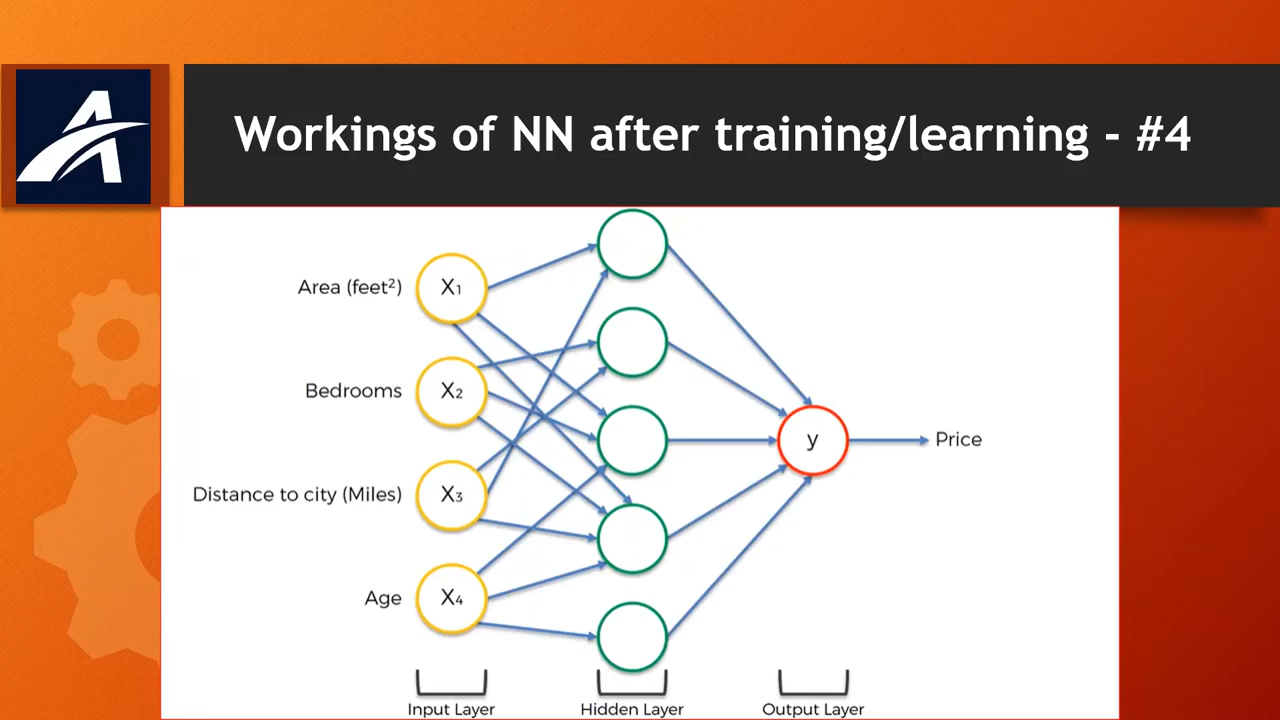 Workings of NN after training/learning - #4
Area (feet²)
X₁
Bedrooms
X₂
Distance to city (Miles)
X₃
Age
X₄
y
Price
Input Layer
Hidden Layer
Output Layer